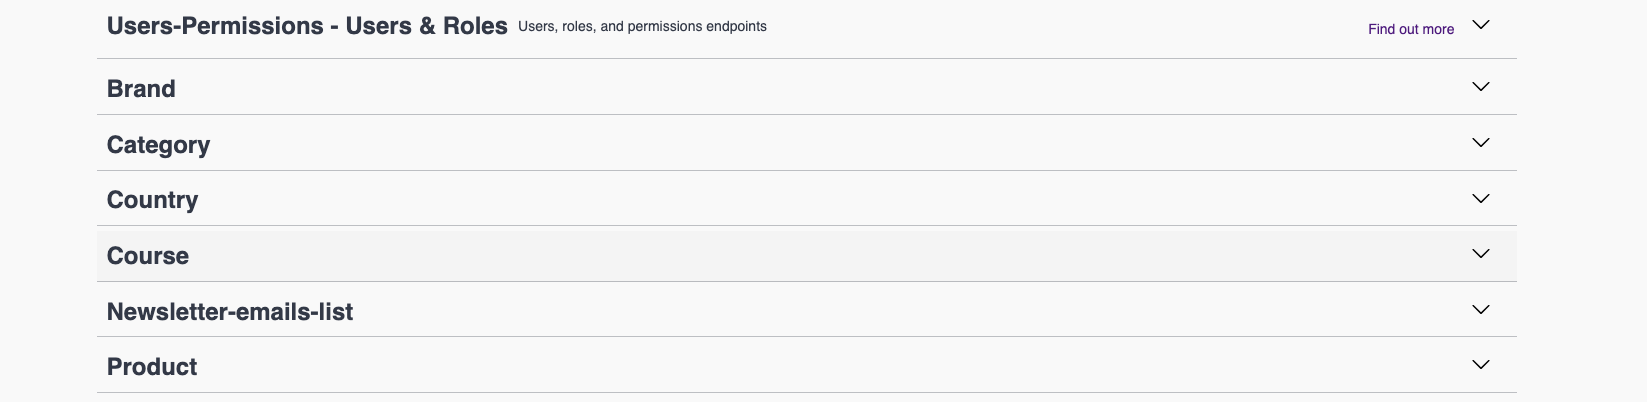 Users-Permissions - Users & Roles Users, roles, and permissions endpoints Find out more
Brand
Category
Country
Course
Newsletter-emails-list
Product